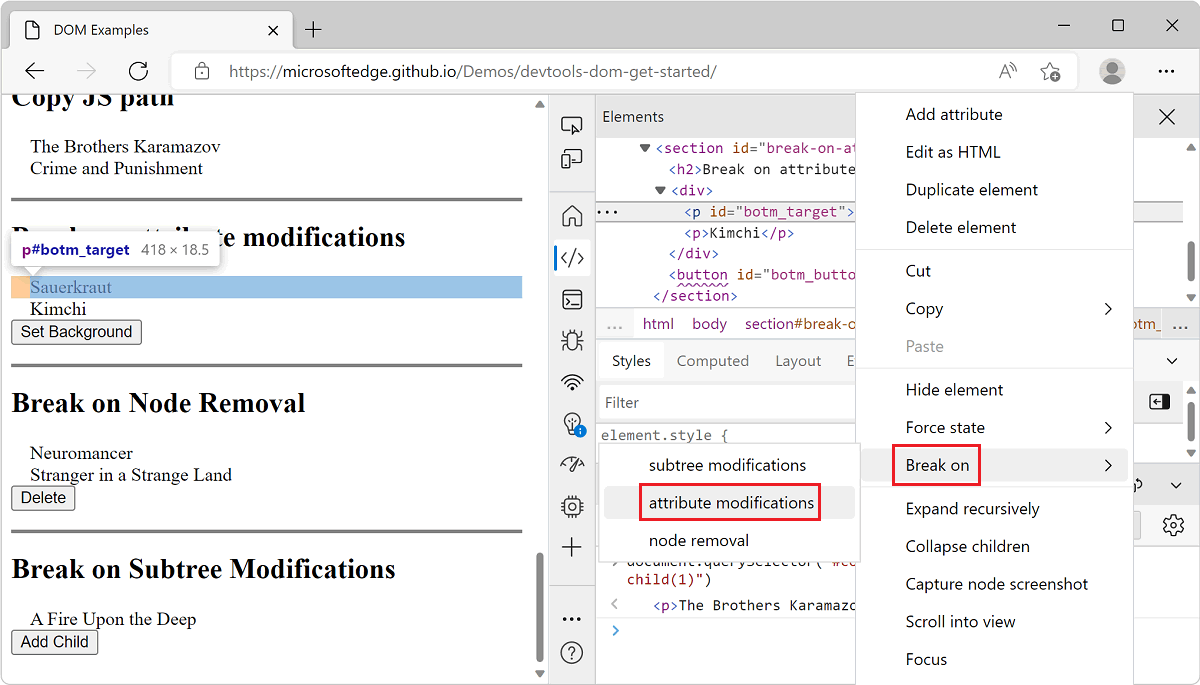 DOM Examples
https://microsoftedge.github.io/Demos/devtools-dom-get-started/
Copy JS path
The Brothers Karamazov
Crime and Punishment
modifications
p#botm_target 418 × 18.5
Sauerkraut
Kimchi
Set Background
Break on Node Removal
Neuromancer
Stranger in a Strange Land
Delete
Break on Subtree Modifications
A Fire Upon the Deep
Add Child
Elements
<section id="break-on-at
<h2>Break on attribute
<div>
<p id="botm_target">
<p>Kimchi</p>
</div>
<button id="botm_butto
</section>
... html body section#break-o
otm_ ...
Styles Computed Layout E
Filter
element.style {
subtree modifications
attribute modifications
node removal
document.querySelector("#co
child(1)")
<p>The Brothers Karamazo
Add attribute
Edit as HTML
Duplicate element
Delete element
Cut
Copy
Paste
Hide element
Force state
Break on
Expand recursively
Collapse children
Capture node screenshot
Scroll into view
Focus